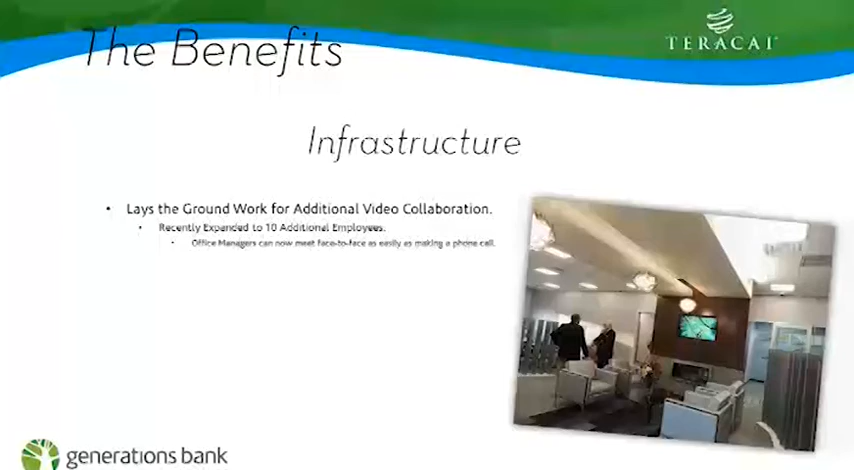 The Benefits
TERACAI
Infrastructure
• Lays the Ground Work for Additional Video Collaboration.
• Recently Expanded to 10 Additional Employees.
• Office Managers can now meet face-to-face as easily as making a phone call.
generations bank